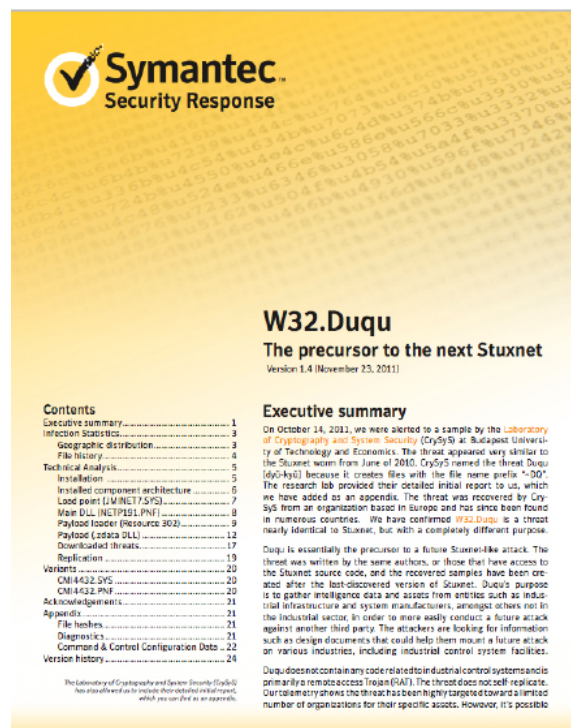 Symantec™
Security Response
W32.Duqu
The precursor to the next Stuxnet
Version 1.4 (November 23, 2011)
Contents
Executive summary............................ 1
Infection Statistics............................ 3
Geographic distribution............................ 3
File history............................ 4
Technical Analysis............................ 5
Installation............................ 5
Installed component architecture............................ 6
Load point (JMINET7.SYS)............................ 7
Main DLL (NETP191.PNF)............................ 8
Payload loader (Resource 302)............................ 9
Payload (.zdata DLL)............................ 12
Downloaded threats............................ 17
Replication............................ 19
Variants............................ 20
CMI4432.SYS............................ 20
CMI4432.PNF............................ 20
Acknowledgements............................ 21
Appendix............................ 21
File hashes............................ 21
Diagnostics............................ 21
Command & Control Configuration Data.. 22
Version history............................ 24
The Laboratory of Cryptography and System Security (CrySyS)
has also allowed us to include their detailed initial report,
which you can find as an appendix.
Executive summary
On October 14, 2011, we were alerted to a sample by the Laboratory
of Cryptography and System Security (CrySyS) at Budapest Universi-
ty of Technology and Economics. The threat appeared very similar to
the Stuxnet worm from June of 2010. CrySyS named the threat Duqu
[dyü-kyü] because it creates files with the file name prefix "~DQ".
The research lab provided their detailed initial report to us, which
we have added as an appendix. The threat was recovered by Cry-
SyS from an organization based in Europe and has since been found
in numerous countries. We have confirmed W32.Duqu is a threat
nearly identical to Stuxnet, but with a completely different purpose.
Duqu is essentially the precursor to a future Stuxnet-like attack. The
threat was written by the same authors, or those that have access to
the Stuxnet source code, and the recovered samples have been cre-
ated after the last-discovered version of Stuxnet. Duqu's purpose
is to gather intelligence data and assets from entities such as indus-
trial infrastructure and system manufacturers, amongst others not in
the industrial sector, in order to more easily conduct a future attack
against another third party. The attackers are looking for information
such as design documents that could help them mount a future attack
on various industries, including industrial control system facilities.
Duqu does not contain any code related to industrial control systems and is
primarily a remote access Trojan (RAT). The threat does not self-replicate.
Our telemetry shows the threat has been highly targeted toward a limited
number of organizations for their specific assets. However, it's possible